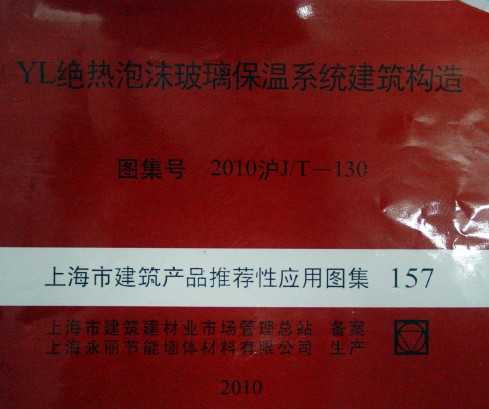 YL绝热泡沫玻璃保温系统建筑构造
图集号 2010沪J/T—130
上海市建筑产品推荐性应用图集 157
上海市建筑建材业市场管理总站 备案
上海永丽节能墙体材料有限公司 生产
2010